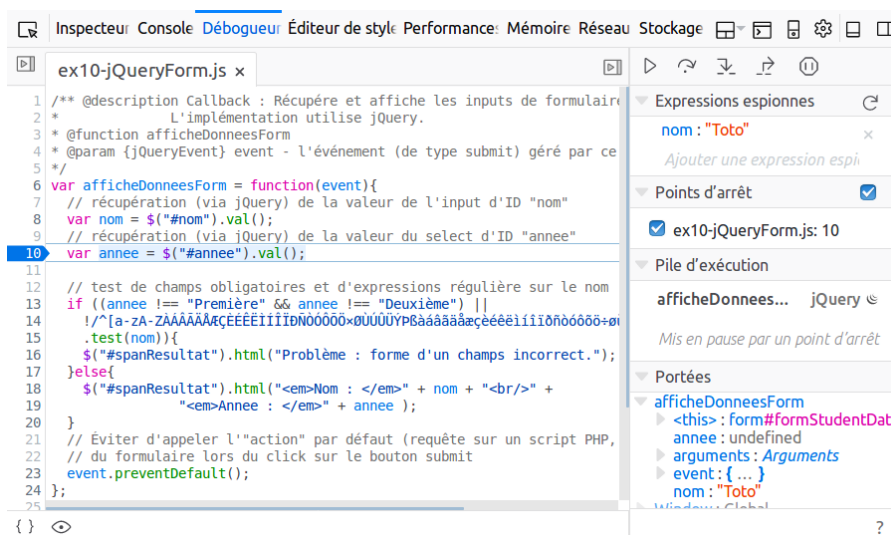 Inspecteur Console Débogueur Éditeur de style Performances Mémoire Réseau Stockage
ex10-jQueryForm.js ×
1 /** @description Callback : Récupére et affiche les inputs de formulaire
2 * L'implémentation utilise jQuery.
3 * @function afficheDonneesForm
4 * @param {jQueryEvent} event - l'événement (de type submit) géré par ce
5 */
6 var afficheDonneesForm = function(event){
7 // récupération (via jQuery) de la valeur de l'input d'ID "nom"
8 var nom = $("#nom").val();
9 // récupération (via jQuery) de la valeur du select d'ID "annee"
10 var annee = $("#annee").val();
11
12 // test de champs obligatoires et d'expressions régulière sur le nom
13 if ((annee !== "Première" && annee !== "Deuxième") ||
14 !/^[a-zA-ZÀÁÂÃÄÅÆÇÈÉÊËÌÍÎÏÐÑÒÓÔÕÖ×ØÙÚÛÜÝÞßàáâãäåæçèéêëìíîïðñòóôõö÷øù
15 .test(nom)){
16 $("#spanResultat").html("Problème : forme d'un champs incorrect.");
17 }else{
18 $("#spanResultat").html("<em>Nom : </em>" + nom + "<br/>" +
19 "<em>Annee : </em>" + annee );
20 }
21 // Éviter d'appeler l'"action" par défaut (requête sur un script PHP,
22 // du formulaire lors du click sur le bouton submit
23 event.preventDefault();
24 };
25
{ }
Expressions espionnes
nom : "Toto" ×
Ajouter une expression espi
Points d'arrêt
ex10-jQueryForm.js: 10
Pile d'exécution
afficheDonnees... jQuery
Mis en pause par un point d'arrêt
Portées
afficheDonneesForm
<this> : form#formStudentDat
annee : undefined
arguments : Arguments
event : { ... }
nom : "Toto"
Window : Global
?